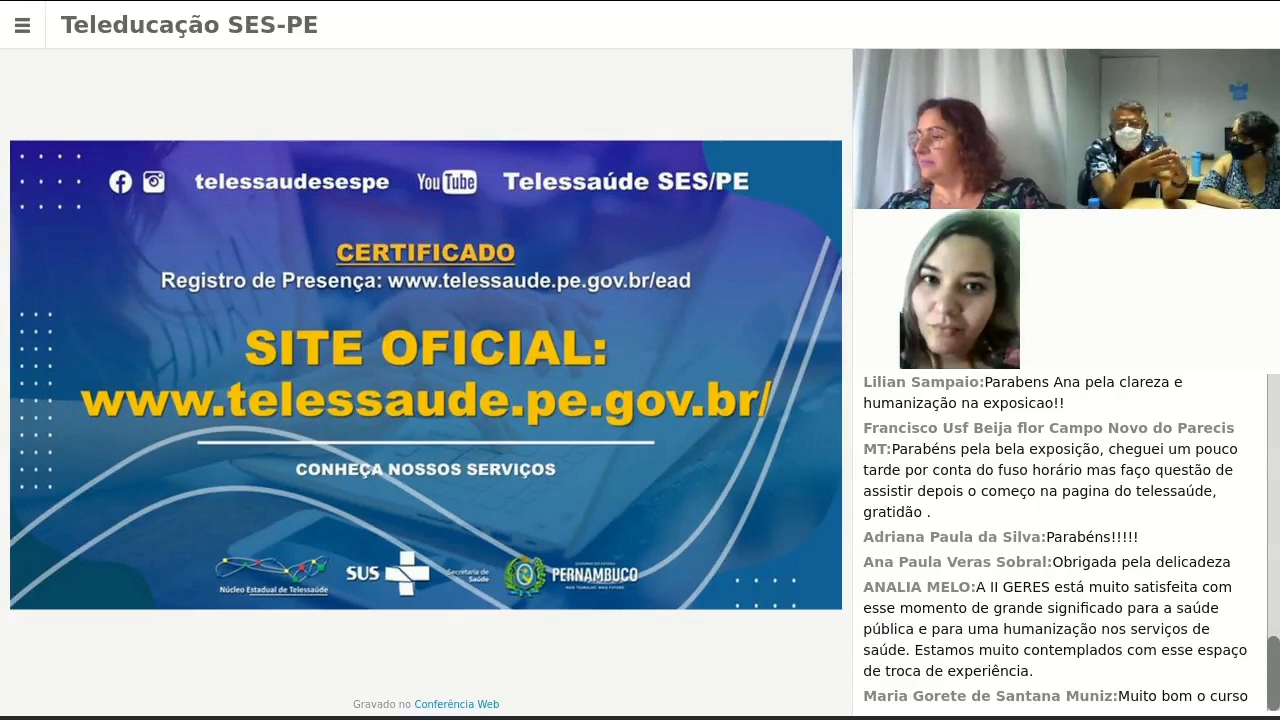 Teleducação SES-PE
telessaudesespe YouTube Telessaúde SES/PE
CERTIFICADO
Registro de Presença: www.telessaude.pe.gov.br/ead
SITE OFICIAL:
www.telessaude.pe.gov.br/
CONHEÇA NOSSOS SERVIÇOS
Núcleo Estadual de Telessaúde
SUS
Secretaria de
Saúde
PERNAMBUCO
Gravado no Conferência Web
Lilian Sampaio:Parabens Ana pela clareza e
humanização na exposicao!!
Francisco Usf Beija flor Campo Novo do Parecis
MT:Parabéns pela bela exposição, cheguei um pouco
tarde por conta do fuso horário mas faço questão de
assistir depois o começo na pagina do telessaúde,
gratidão .
Adriana Paula da Silva:Parabéns!!!!!
Ana Paula Veras Sobral:Obrigada pela delicadeza
ANALIA MELO:A II GERES está muito satisfeita com
esse momento de grande significado para a saúde
pública e para uma humanização nos serviços de
saúde. Estamos muito contemplados com esse espaço
de troca de experiência.
Maria Gorete de Santana Muniz:Muito bom o curso